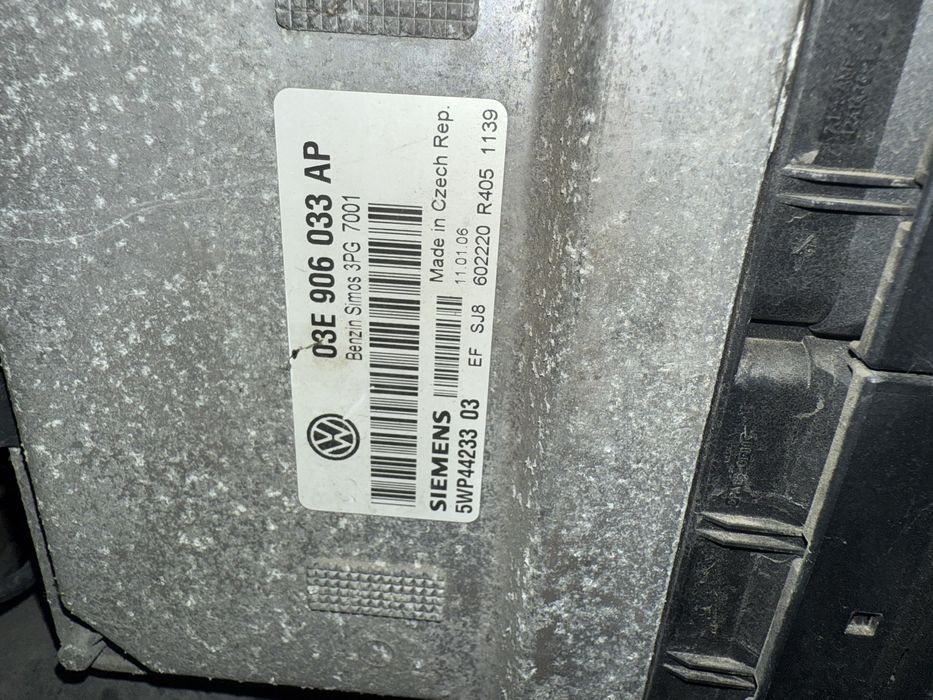 03E 906 033 AP
Benzin Simos 3PG 7001
SIEMENS Made in Czech Rep.
5WP44233 03 11.01.06
EF SJ8 602220 R405 1139